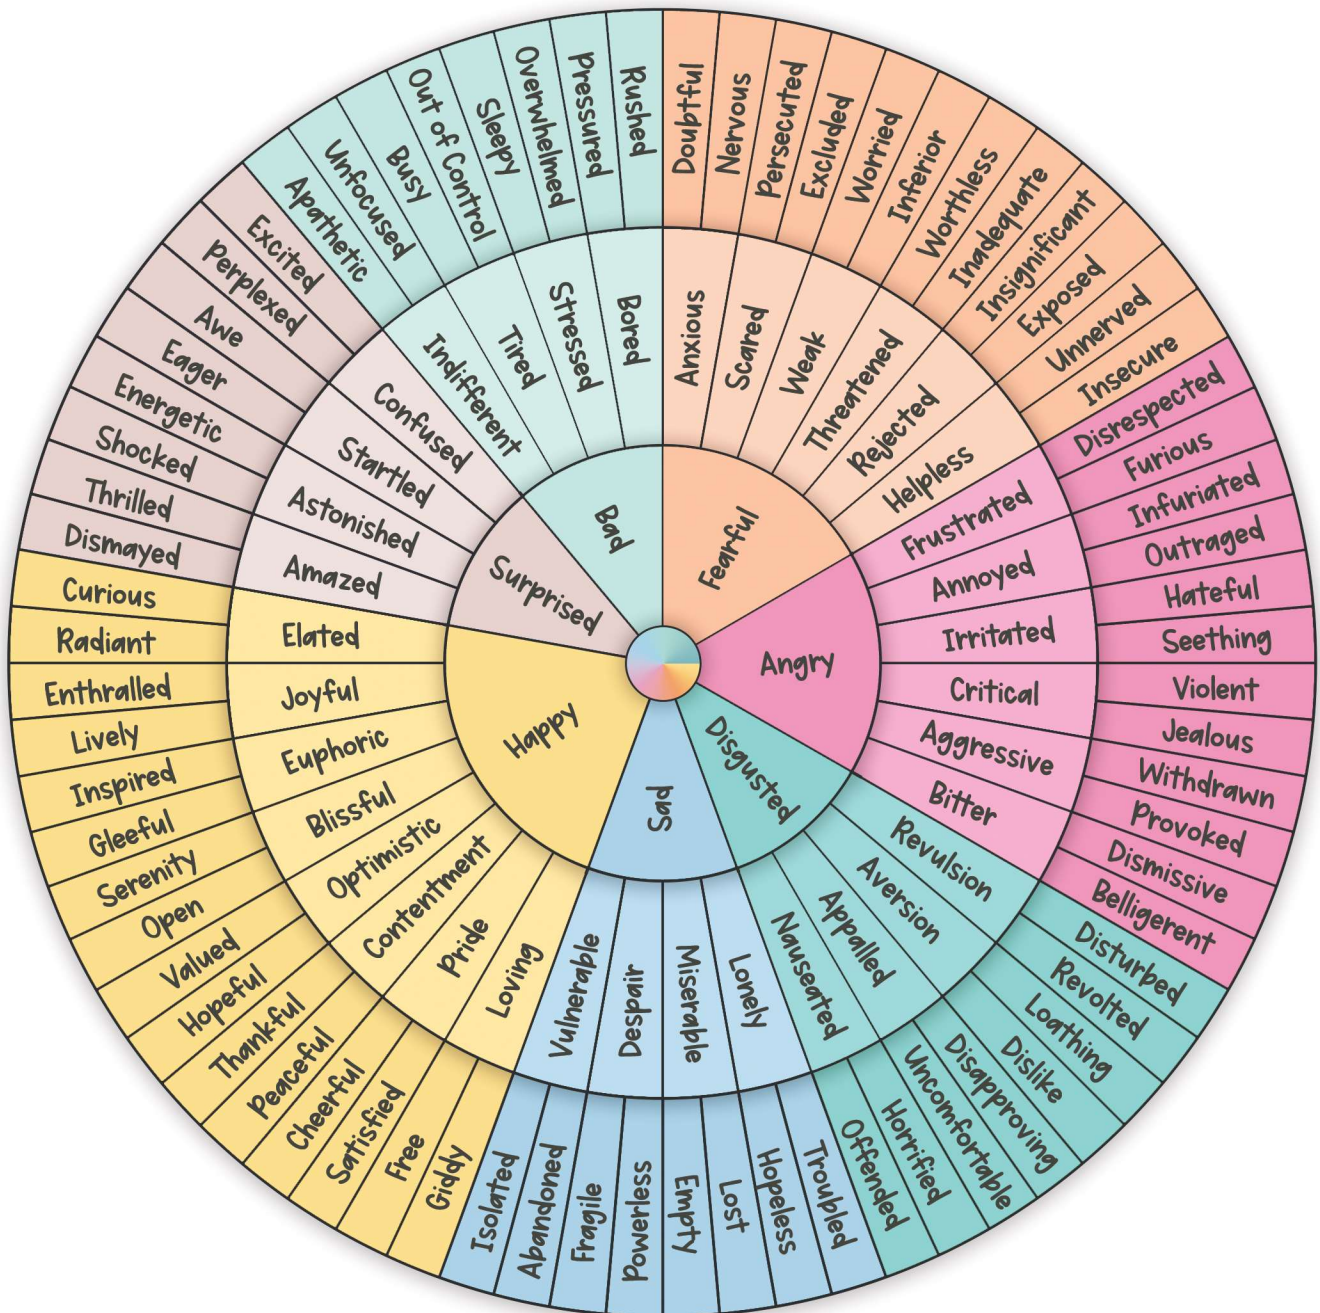 Fearful
Angry
Disgusted
Sad
Happy
Surprised
Bad
Anxious
Scared
Weak
Threatened
Rejected
Helpless
Frustrated
Annoyed
Irritated
Critical
Aggressive
Bitter
Revulsion
Aversion
Appalled
Nauseated
Lonely
Miserable
Despair
Vulnerable
Loving
Pride
Contentment
Optimistic
Blissful
Euphoric
Joyful
Elated
Amazed
Astonished
Startled
Confused
Indifferent
Tired
Stressed
Bored
Doubtful
Nervous
Persecuted
Excluded
Worried
Inferior
Worthless
Inadequate
Insignificant
Exposed
Unnerved
Insecure
Disrespected
Furious
Infuriated
Outraged
Hateful
Seething
Violent
Jealous
Withdrawn
Provoked
Dismissive
Belligerent
Disturbed
Revolted
Loathing
Dislike
Disapproving
Uncomfortable
Horrified
Offended
Troubled
Hopeless
Lost
Empty
Powerless
Fragile
Abandoned
Isolated
Giddy
Free
Satisfied
Cheerful
Peaceful
Thankful
Hopeful
Valued
Open
Serenity
Gleeful
Inspired
Lively
Enthralled
Radiant
Curious
Dismayed
Thrilled
Shocked
Energetic
Eager
Awe
Perplexed
Excited
Apathetic
Unfocused
Busy
Out of Control
Sleepy
Overwhelmed
Pressured
Rushed